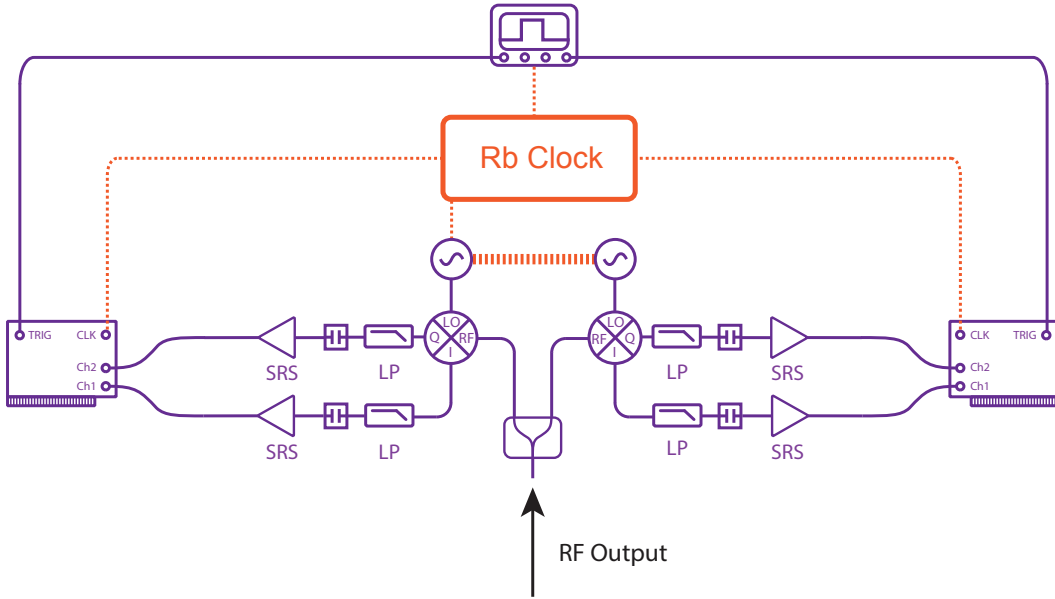 Rb Clock
TRIG CLK
Ch2
Ch1
SRS
LP
LO
Q RF
I
SRS
LP
LO
RF Q
I
LP
SRS
LP
SRS
CLK TRIG
Ch2
Ch1
RF Output